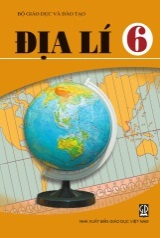 BỘ GIÁO DỤC VÀ ĐÀO TẠO
ĐỊA LÍ 6
NHÀ XUẤT BẢN GIÁO DỤC VIỆT NAM